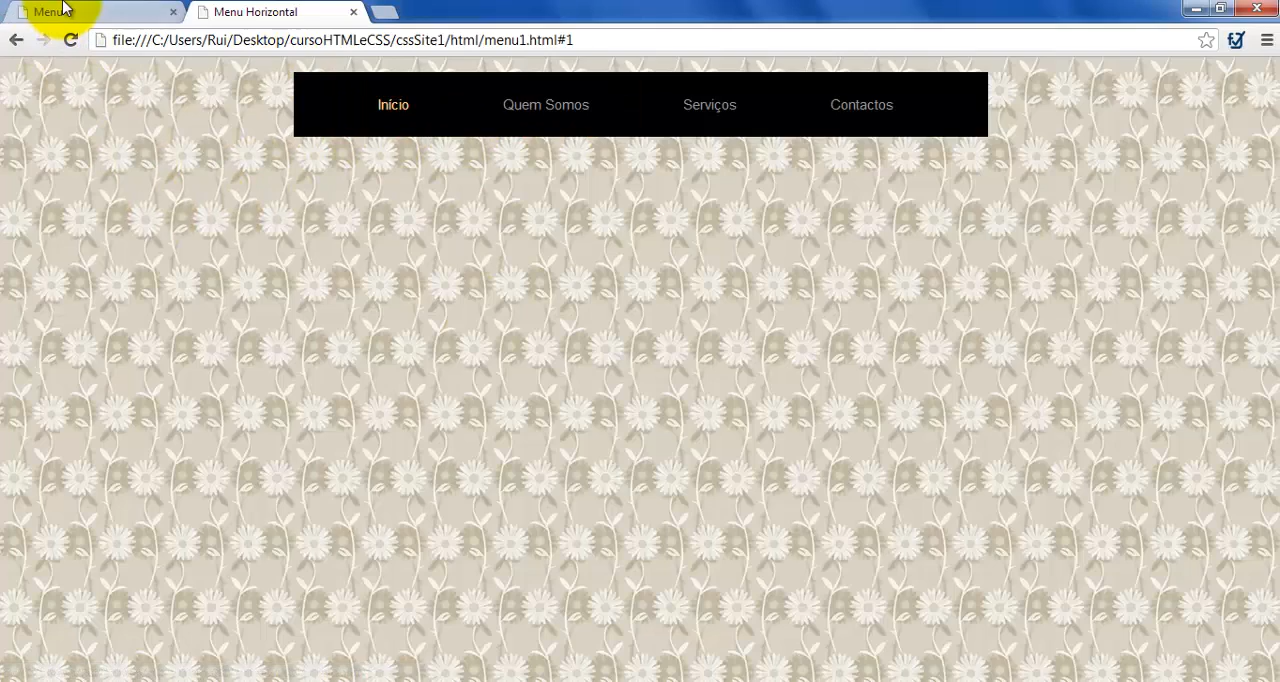 Menu
Menu Horizontal
file:///C:/Users/Rui/Desktop/cursoHTMLeCSS/cssSite1/html/menu1.html#1
Início Quem Somos Serviços Contactos